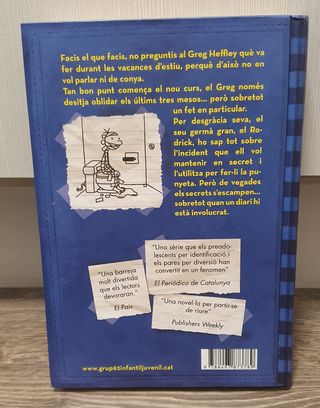 Facis el que facis, no preguntis al Greg Heffley què va
fer durant les vacances d'estiu, perquè d'això no en
vol parlar ni de conya.
Tan bon punt comença el nou curs, el Greg només
desitja oblidar els últims tres mesos... però sobretot
un fet en particular.
Per desgràcia seva, el
seu germà gran, el Ro-
drick, ho sap tot sobre
l'incident que ell vol
mantenir en secret i
l'utilitza per fer-li la pu-
nyeta. Però de vegades
els secrets s'escampen...
sobretot quan un diari hi
està involucrat.
"Una sèrie que els preado-
lescents per identificació i
els pares per diversió han
convertit en un fenomen"
El Periódico de Catalunya
"Una barreja
molt divertida
que els lectors
devoraran."
El País
"Una novel·la per partir-se
de riure"
Publishers Weekly
www.grup62infantiljuvenil.cat